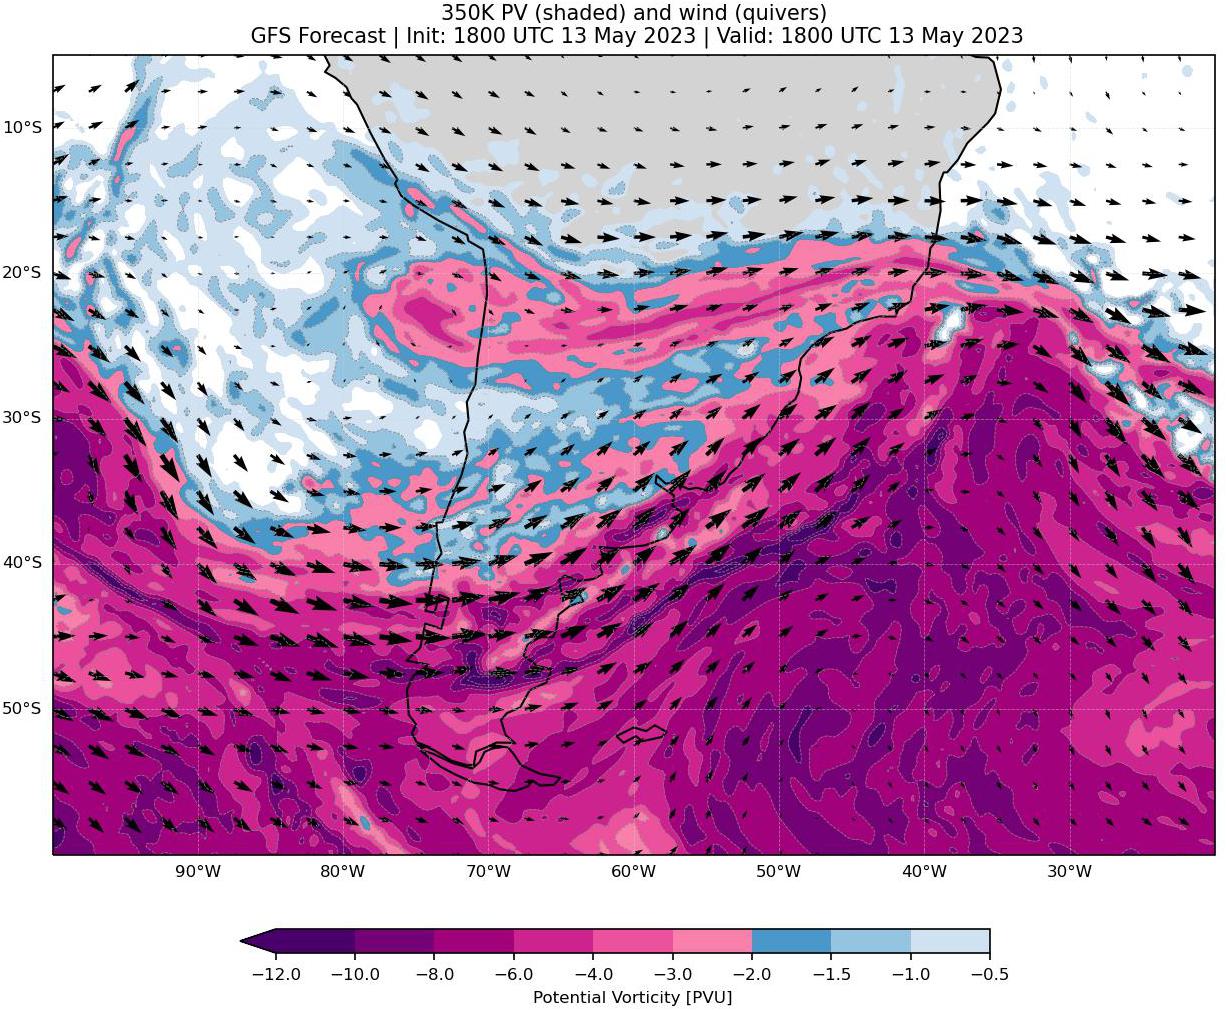 350K PV (shaded) and wind (quivers)
GFS Forecast | Init: 1800 UTC 13 May 2023 | Valid: 1800 UTC 13 May 2023
10°S
20°S
30°S
40°S
50°S
90°W 80°W 70°W 60°W 50°W 40°W 30°W
−12.0 −10.0 −8.0 −6.0 −4.0 −3.0 −2.0 −1.5 −1.0 −0.5
Potential Vorticity [PVU]